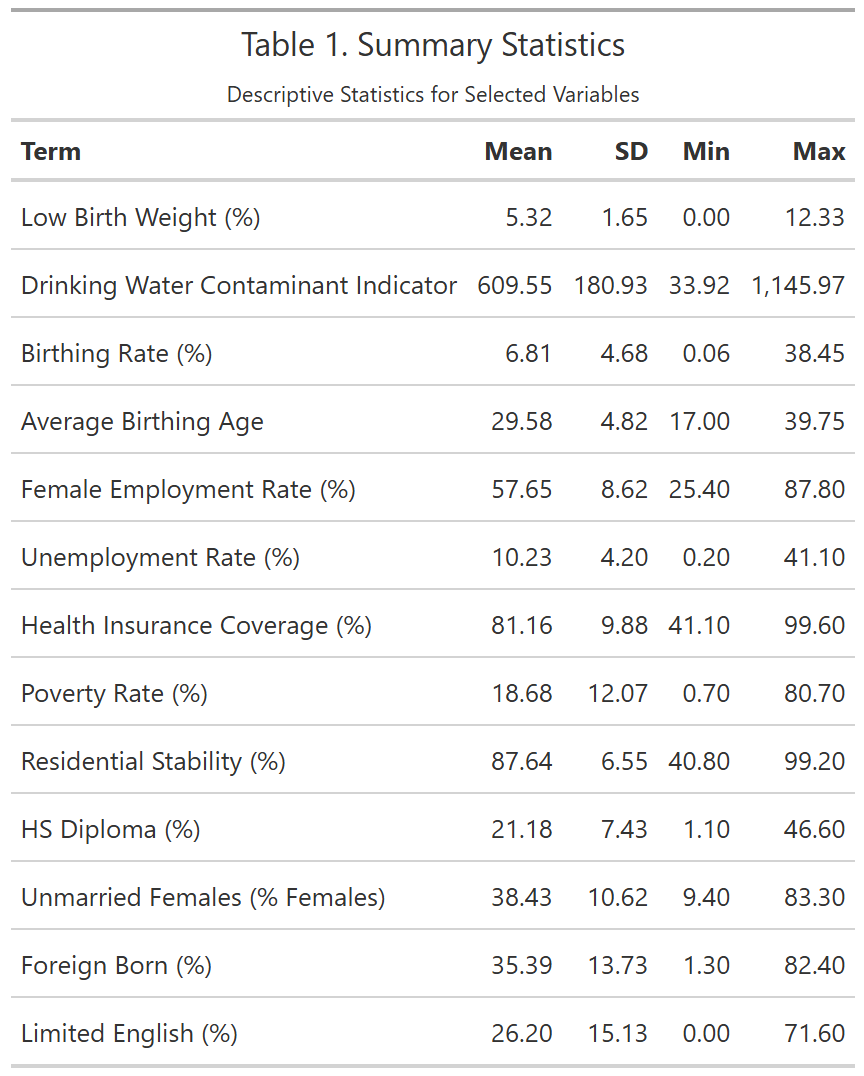 Table 1. Summary Statistics
Descriptive Statistics for Selected Variables
Term Mean SD Min Max
Low Birth Weight (%) 5.32 1.65 0.00 12.33
Drinking Water Contaminant Indicator 609.55 180.93 33.92 1,145.97
Birthing Rate (%) 6.81 4.68 0.06 38.45
Average Birthing Age 29.58 4.82 17.00 39.75
Female Employment Rate (%) 57.65 8.62 25.40 87.80
Unemployment Rate (%) 10.23 4.20 0.20 41.10
Health Insurance Coverage (%) 81.16 9.88 41.10 99.60
Poverty Rate (%) 18.68 12.07 0.70 80.70
Residential Stability (%) 87.64 6.55 40.80 99.20
HS Diploma (%) 21.18 7.43 1.10 46.60
Unmarried Females (% Females) 38.43 10.62 9.40 83.30
Foreign Born (%) 35.39 13.73 1.30 82.40
Limited English (%) 26.20 15.13 0.00 71.60